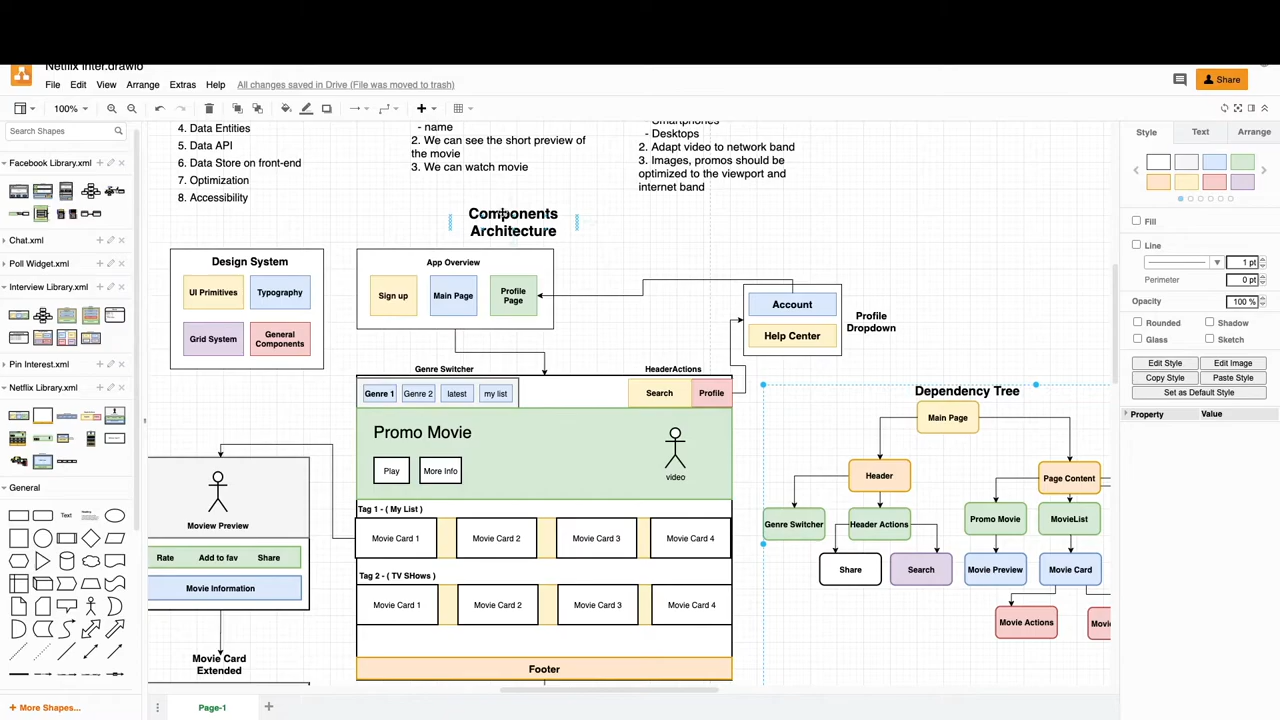 Netflix Inter.drawio
File Edit View Arrange Extras Help All changes saved in Drive (File was moved to trash)
Share
100%
Search Shapes
Facebook Library.xml
Chat.xml
Poll Widget.xml
Interview Library.xml
Pin Interest.xml
Netflix Library.xml
General
Text
Heading
More Shapes...
4. Data Entities
5. Data API
6. Data Store on front-end
7. Optimization
8. Accessibility
- name
2. We can see the short preview of
the movie
3. We can watch movie
- Smartphones
- Desktops
2. Adapt video to network band
3. Images, promos should be
optimized to the viewport and
internet band
Components
Architecture
Design System
UI Primitives
Typography
Grid System
General
Components
App Overview
Sign up
Main Page
Profile
Page
Account
Help Center
Profile
Dropdown
Genre Switcher
HeaderActions
Genre 1
Genre 2
latest
my list
Search
Profile
Promo Movie
Play
More Info
video
Tag 1 - ( My List )
Movie Card 1
Movie Card 2
Movie Card 3
Movie Card 4
Tag 2 - ( TV SHows )
Movie Card 1
Movie Card 2
Movie Card 3
Movie Card 4
Footer
Moview Preview
Rate
Add to fav
Share
Movie Information
Movie Card
Extended
Dependency Tree
Main Page
Header
Page Content
Genre Switcher
Header Actions
Promo Movie
MovieList
Share
Search
Movie Preview
Movie Card
Movie Actions
Style
Text
Arrange
Fill
Line
1 pt
Perimeter
0 pt
Opacity
100 %
Rounded
Shadow
Glass
Sketch
Edit Style
Edit Image
Copy Style
Paste Style
Set as Default Style
Property
Value
Page-1